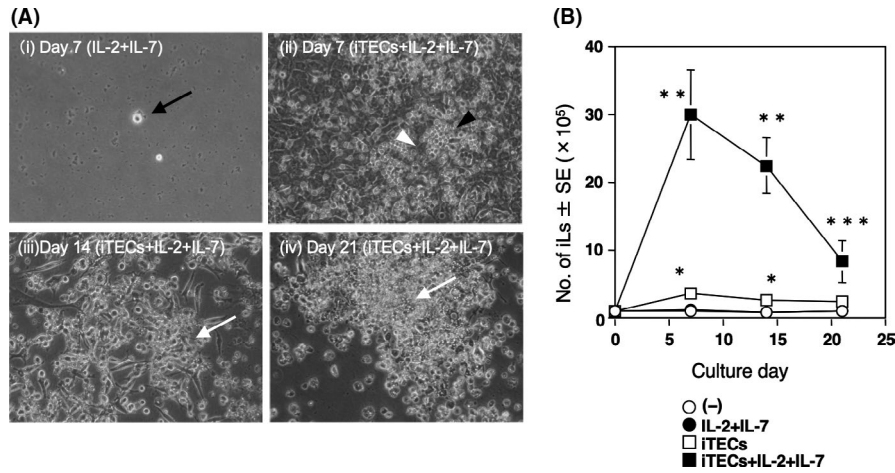 (A)
(i) Day 7 (IL-2+IL-7)
(ii) Day 7 (iTECs+IL-2+IL-7)
(iii)Day 14 (iTECs+IL-2+IL-7)
(iv) Day 21 (iTECs+IL-2+IL-7)
(B)
No. of iLs ± SE (×10⁵)
40
30
20
10
0
**
**
***
*
*
0 5 10 15 20 25
Culture day
(–)
IL-2+IL-7
iTECs
iTECs+IL-2+IL-7